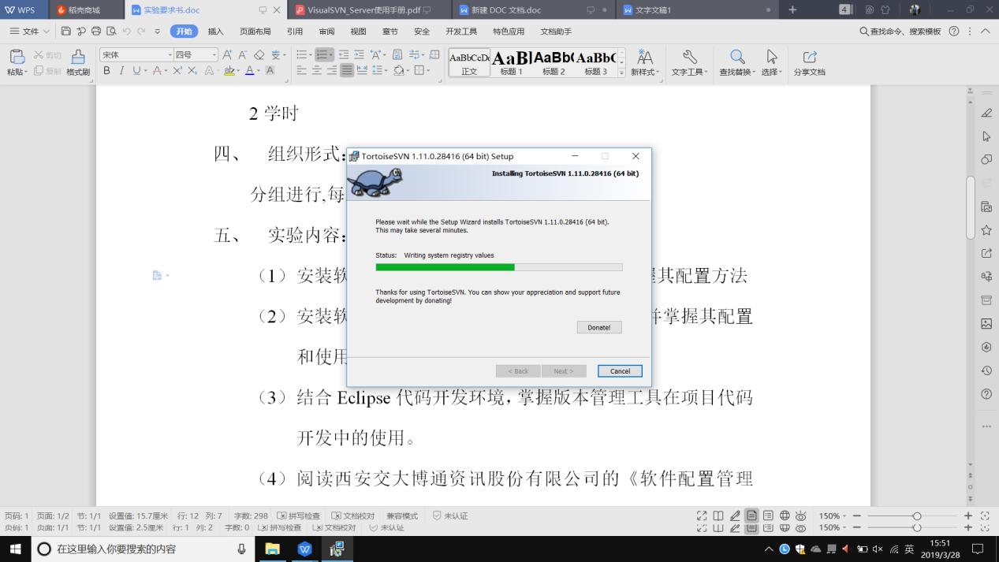 WPS 稻壳商城 实验要求书.doc VisualSVN_Server使用手册.pdf 新建 DOC 文档.doc 文字文稿1 4
文件 开始 插入 页面布局 引用 审阅 视图 章节 安全 开发工具 特色应用 文档助手 查找命令、搜索模板
剪切 宋体 四号 AaBbCcDc AaBl AaBb( AaBbC
粘贴 复制 格式刷 正文 标题 1 标题 2 标题 3 新样式 文字工具 查找替换 选择 分享文档
2 学时
四、 组织形式:
分组进行,每
五、 实验内容:
(1) 安装软 其配置方法
(2) 安装软 并掌握其配置
和使用
(3) 结合 Eclipse 代码开发环境,掌握版本管理工具在项目代码
开发中的使用。
(4) 阅读西安交大博通资讯股份有限公司的《软件配置管理
TortoiseSVN 1.11.0.28416 (64 bit) Setup
Installing TortoiseSVN 1.11.0.28416 (64 bit)
Please wait while the Setup Wizard installs TortoiseSVN 1.11.0.28416 (64 bit).
This may take several minutes.
Status: Writing system registry values
Thanks for using TortoiseSVN. You can show your appreciation and support future
development by donating!
Donate!
< Back Next > Cancel
页码: 1 页面: 1/2 节: 1/1 设置值: 15.7厘米 行: 12 列: 7 字数: 298 拼写检查 文档校对 兼容模式 未认证 150%
页码: 1 页面: 1/1 节: 1/1 设置值: 2.5厘米 行: 1 列: 2 字数: 0 拼写检查 文档校对 未认证 150%
在这里输入你要搜索的内容 英 15:51
2019/3/28